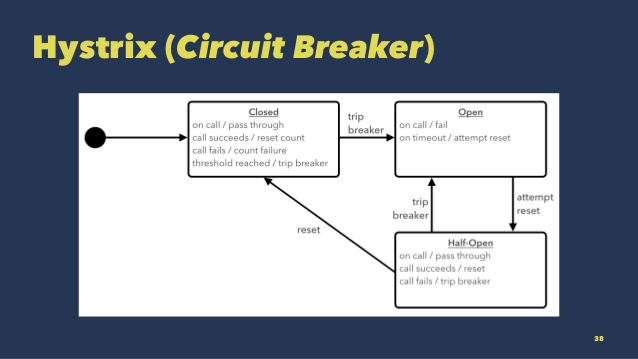 Hystrix (Circuit Breaker)
Closed
on call / pass through
call succeeds / reset count
call fails / count failure
threshold reached / trip breaker
trip
breaker
Open
on call / fail
on timeout / attempt reset
trip
breaker
attempt
reset
reset
Half-Open
on call / pass through
call succeeds / reset
call fails / trip breaker
38